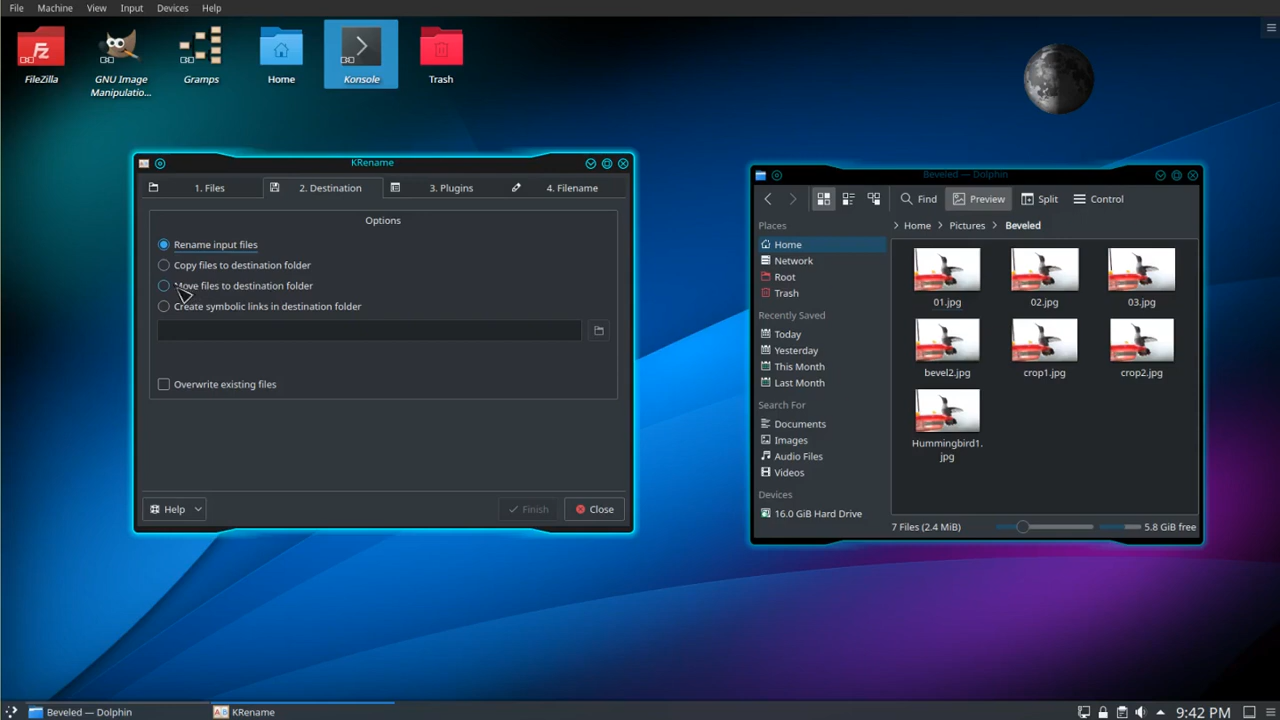 File Machine View Input Devices Help
FileZilla
GNU Image
Manipulatio...
Gramps
Home
Konsole
Trash
KRename
1. Files
2. Destination
3. Plugins
4. Filename
Options
Rename input files
Copy files to destination folder
Move files to destination folder
Create symbolic links in destination folder
Overwrite existing files
Help
Finish
Close
Beveled — Dolphin
Find
Preview
Split
Control
Places
Home
Network
Root
Trash
Recently Saved
Today
Yesterday
This Month
Last Month
Search For
Documents
Images
Audio Files
Videos
Devices
16.0 GiB Hard Drive
Home Pictures Beveled
01.jpg
02.jpg
03.jpg
bevel2.jpg
crop1.jpg
crop2.jpg
Hummingbird1.
jpg
7 Files (2.4 MiB)
5.8 GiB free
Beveled — Dolphin
KRename
9:42 PM